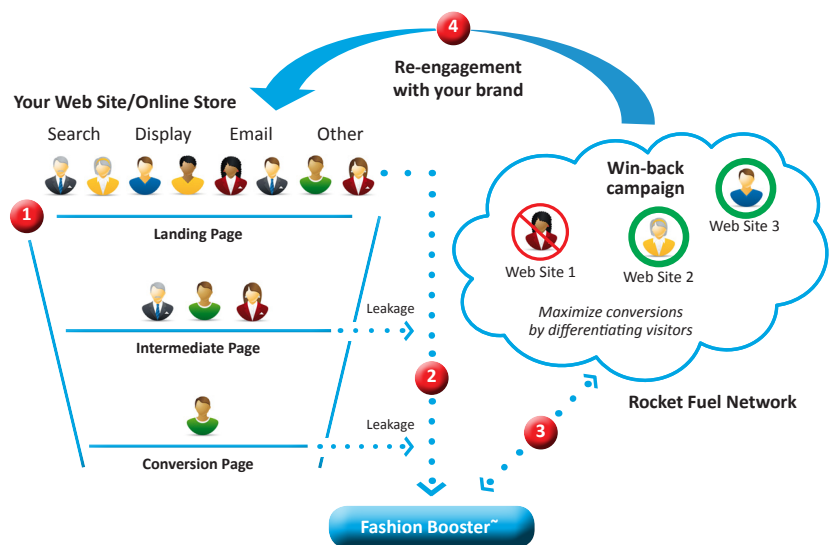 4
Re-engagement
with your brand
Your Web Site/Online Store
Search Display Email Other
1
Landing Page
Leakage
Intermediate Page
2
Leakage
Conversion Page
Win-back
campaign
Web Site 3
Web Site 1
Web Site 2
Maximize conversions
by differentiating visitors
Rocket Fuel Network
3
Fashion Booster˜